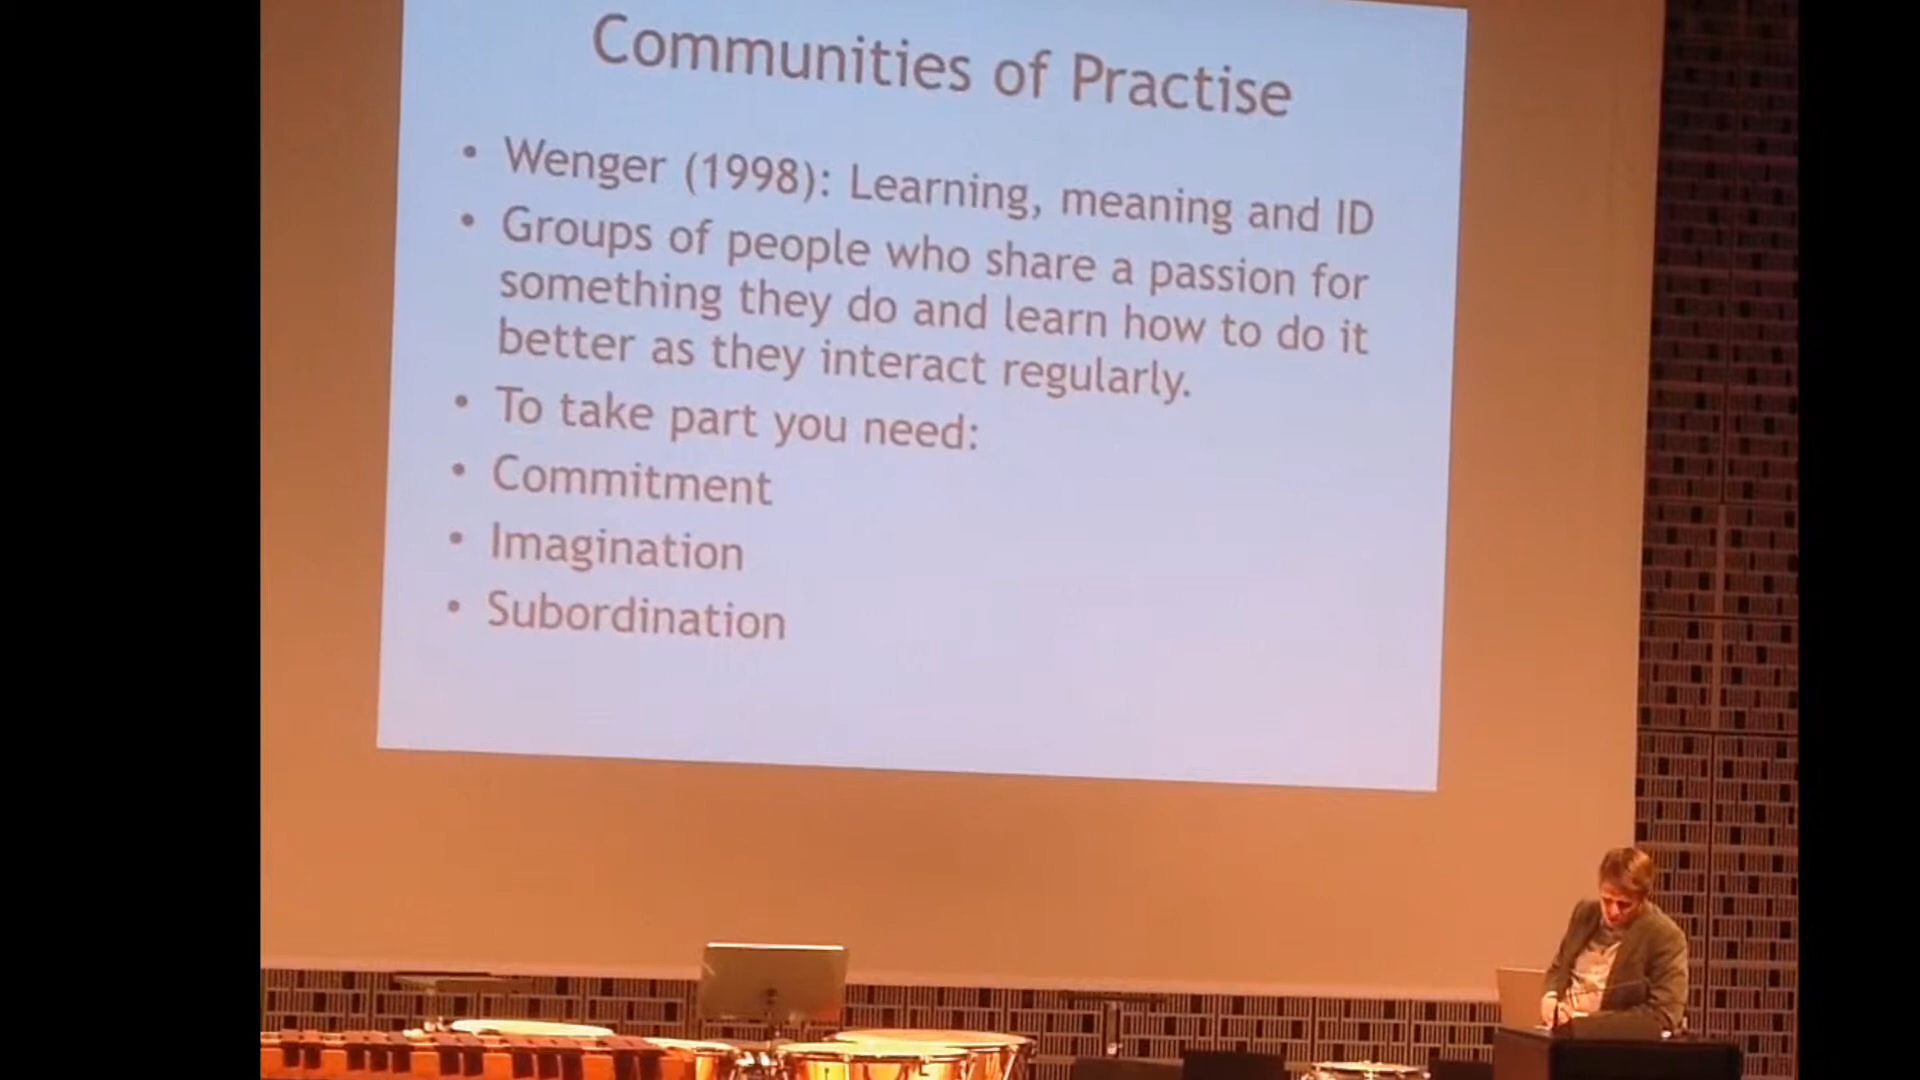 Communities of Practise
• Wenger (1998): Learning, meaning and ID
• Groups of people who share a passion for
something they do and learn how to do it
better as they interact regularly.
• To take part you need:
• Commitment
• Imagination
• Subordination